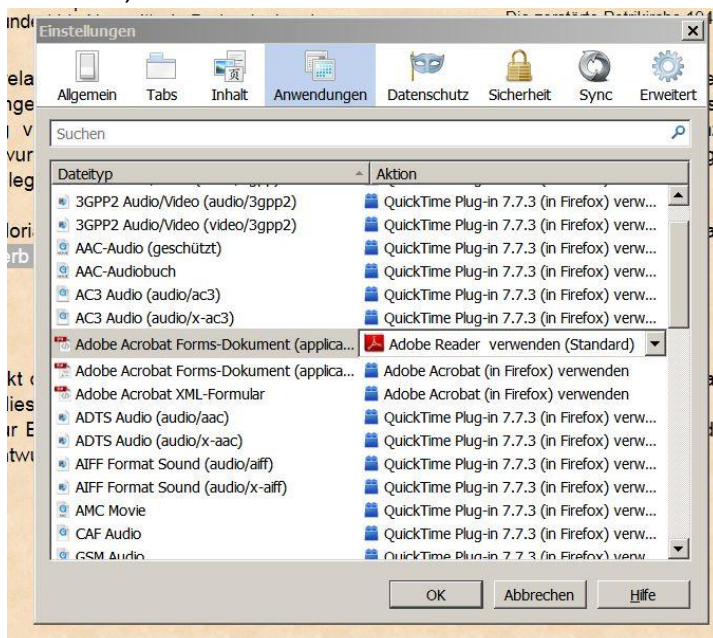 Die zerstörte Petrikirche 194
Einstellungen
Allgemein Tabs Inhalt Anwendungen Datenschutz Sicherheit Sync Erweitert
Suchen
Dateityp Aktion
3GPP2 Audio/Video (audio/3gpp2) QuickTime Plug-in 7.7.3 (in Firefox) verw...
3GPP2 Audio/Video (video/3gpp2) QuickTime Plug-in 7.7.3 (in Firefox) verw...
AAC-Audio (geschützt) QuickTime Plug-in 7.7.3 (in Firefox) verw...
AAC-Audiobuch QuickTime Plug-in 7.7.3 (in Firefox) verw...
AC3 Audio (audio/ac3) QuickTime Plug-in 7.7.3 (in Firefox) verw...
AC3 Audio (audio/x-ac3) QuickTime Plug-in 7.7.3 (in Firefox) verw...
Adobe Acrobat Forms-Dokument (applica... Adobe Reader verwenden (Standard)
Adobe Acrobat Forms-Dokument (applica... Adobe Acrobat (in Firefox) verwenden
Adobe Acrobat XML-Formular Adobe Acrobat (in Firefox) verwenden
ADTS Audio (audio/aac) QuickTime Plug-in 7.7.3 (in Firefox) verw...
ADTS Audio (audio/x-aac) QuickTime Plug-in 7.7.3 (in Firefox) verw...
AIFF Format Sound (audio/aiff) QuickTime Plug-in 7.7.3 (in Firefox) verw...
AIFF Format Sound (audio/x-aiff) QuickTime Plug-in 7.7.3 (in Firefox) verw...
AMC Movie QuickTime Plug-in 7.7.3 (in Firefox) verw...
CAF Audio QuickTime Plug-in 7.7.3 (in Firefox) verw...
GSM Audio QuickTime Plug-in 7.7.3 (in Firefox) verw...
OK Abbrechen Hilfe